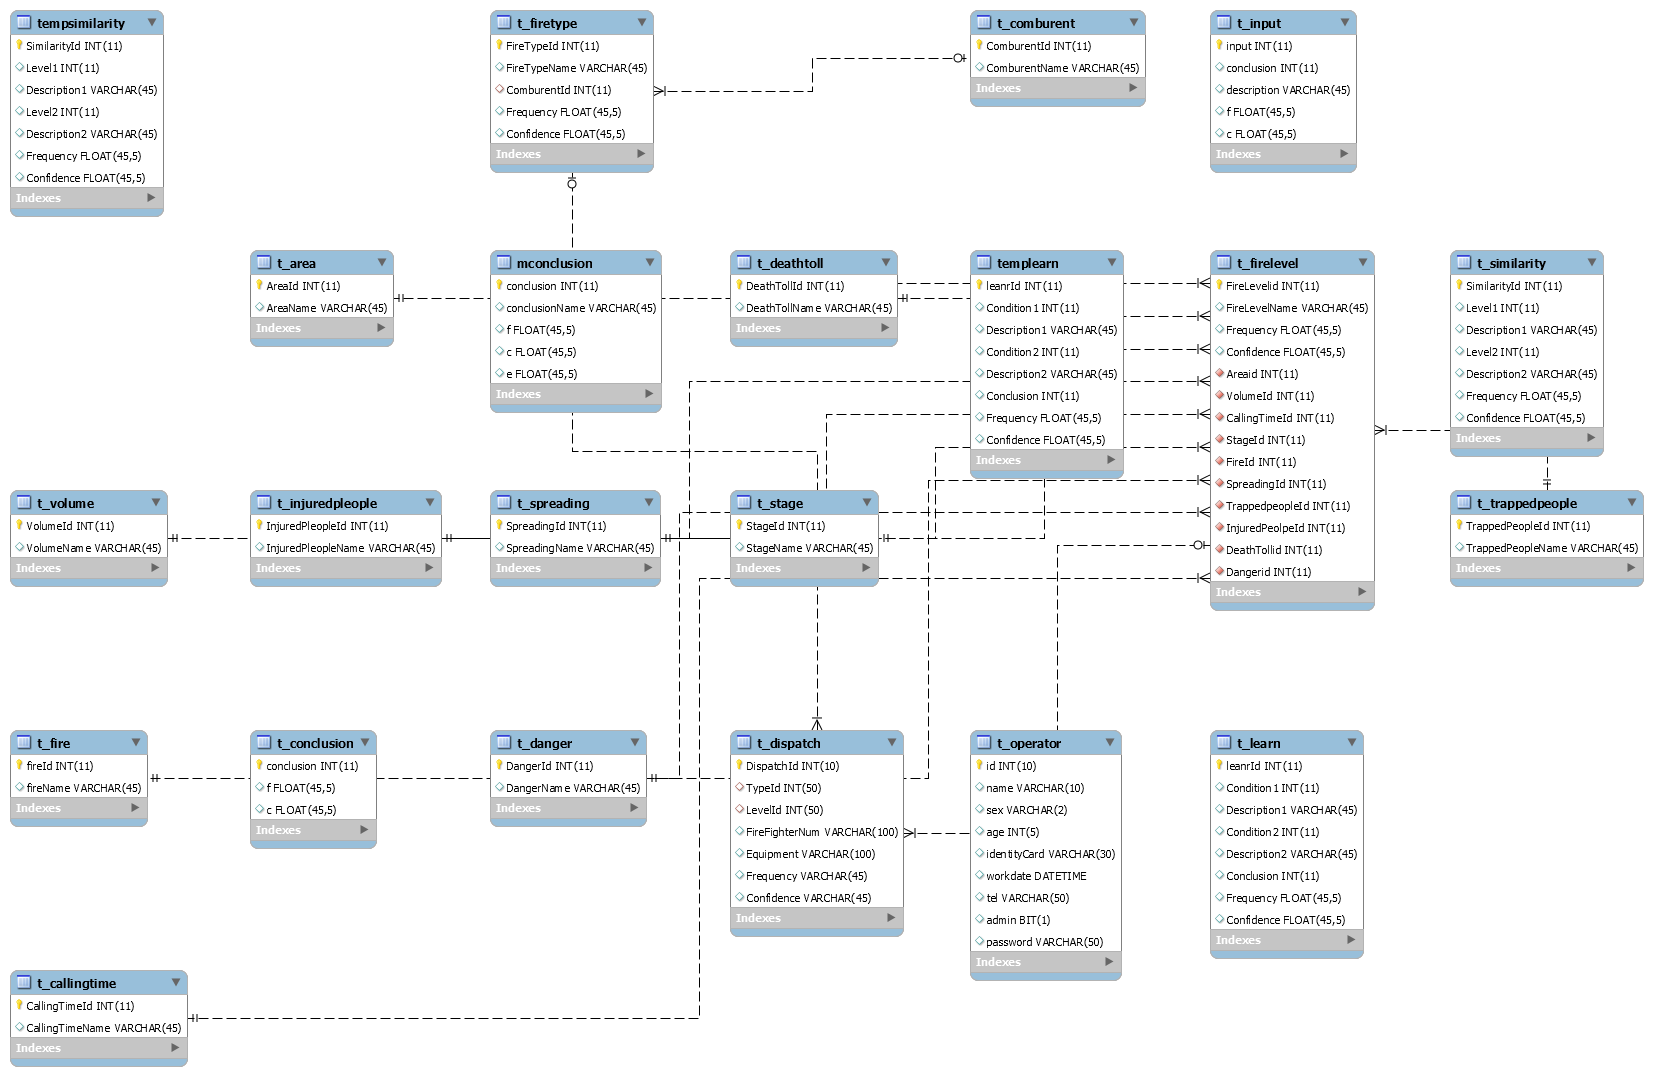 tempsimilarity
SimilarityId INT(11)
Level1 INT(11)
Description1 VARCHAR(45)
Level2 INT(11)
Description2 VARCHAR(45)
Frequency FLOAT(45,5)
Confidence FLOAT(45,5)
Indexes
t_firetype
FireTypeId INT(11)
FireTypeName VARCHAR(45)
ComburentId INT(11)
Frequency FLOAT(45,5)
Confidence FLOAT(45,5)
Indexes
t_comburent
ComburentId INT(11)
ComburentName VARCHAR(45)
Indexes
t_input
input INT(11)
conclusion INT(11)
description VARCHAR(45)
f FLOAT(45,5)
c FLOAT(45,5)
Indexes
t_area
AreaId INT(11)
AreaName VARCHAR(45)
Indexes
mconclusion
conclusion INT(11)
conclusionName VARCHAR(45)
f FLOAT(45,5)
c FLOAT(45,5)
e FLOAT(45,5)
Indexes
t_deathtoll
DeathTollId INT(11)
DeathTollName VARCHAR(45)
Indexes
templearn
leanrId INT(11)
Condition1 INT(11)
Description1 VARCHAR(45)
Condition2 INT(11)
Description2 VARCHAR(45)
Conclusion INT(11)
Frequency FLOAT(45,5)
Confidence FLOAT(45,5)
Indexes
t_firelevel
FireLevelid INT(11)
FireLevelName VARCHAR(45)
Frequency FLOAT(45,5)
Confidence FLOAT(45,5)
Areaid INT(11)
VolumeId INT(11)
CallingTimeId INT(11)
StageId INT(11)
FireId INT(11)
SpreadingId INT(11)
TrappedpeopleId INT(11)
InjuredPeolpeId INT(11)
DeathTollid INT(11)
Dangerid INT(11)
Indexes
t_similarity
SimilarityId INT(11)
Level1 INT(11)
Description1 VARCHAR(45)
Level2 INT(11)
Description2 VARCHAR(45)
Frequency FLOAT(45,5)
Confidence FLOAT(45,5)
Indexes
t_volume
VolumeId INT(11)
VolumeName VARCHAR(45)
Indexes
t_injuredpleople
InjuredPleopleId INT(11)
InjuredPleopleName VARCHAR(45)
Indexes
t_spreading
SpreadingId INT(11)
SpreadingName VARCHAR(45)
Indexes
t_stage
StageId INT(11)
StageName VARCHAR(45)
Indexes
t_trappedpeople
TrappedPeopleId INT(11)
TrappedPeopleName VARCHAR(45)
Indexes
t_fire
fireId INT(11)
fireName VARCHAR(45)
Indexes
t_conclusion
conclusion INT(11)
f FLOAT(45,5)
c FLOAT(45,5)
Indexes
t_danger
DangerId INT(11)
DangerName VARCHAR(45)
Indexes
t_dispatch
DispatchId INT(10)
TypeId INT(50)
LevelId INT(50)
FireFighterNum VARCHAR(100)
Equipment VARCHAR(100)
Frequency VARCHAR(45)
Confidence VARCHAR(45)
Indexes
t_operator
id INT(10)
name VARCHAR(10)
sex VARCHAR(2)
age INT(5)
identityCard VARCHAR(30)
workdate DATETIME
tel VARCHAR(50)
admin BIT(1)
password VARCHAR(50)
Indexes
t_learn
leanrId INT(11)
Condition1 INT(11)
Description1 VARCHAR(45)
Condition2 INT(11)
Description2 VARCHAR(45)
Conclusion INT(11)
Frequency FLOAT(45,5)
Confidence FLOAT(45,5)
Indexes
t_callingtime
CallingTimeId INT(11)
CallingTimeName VARCHAR(45)
Indexes